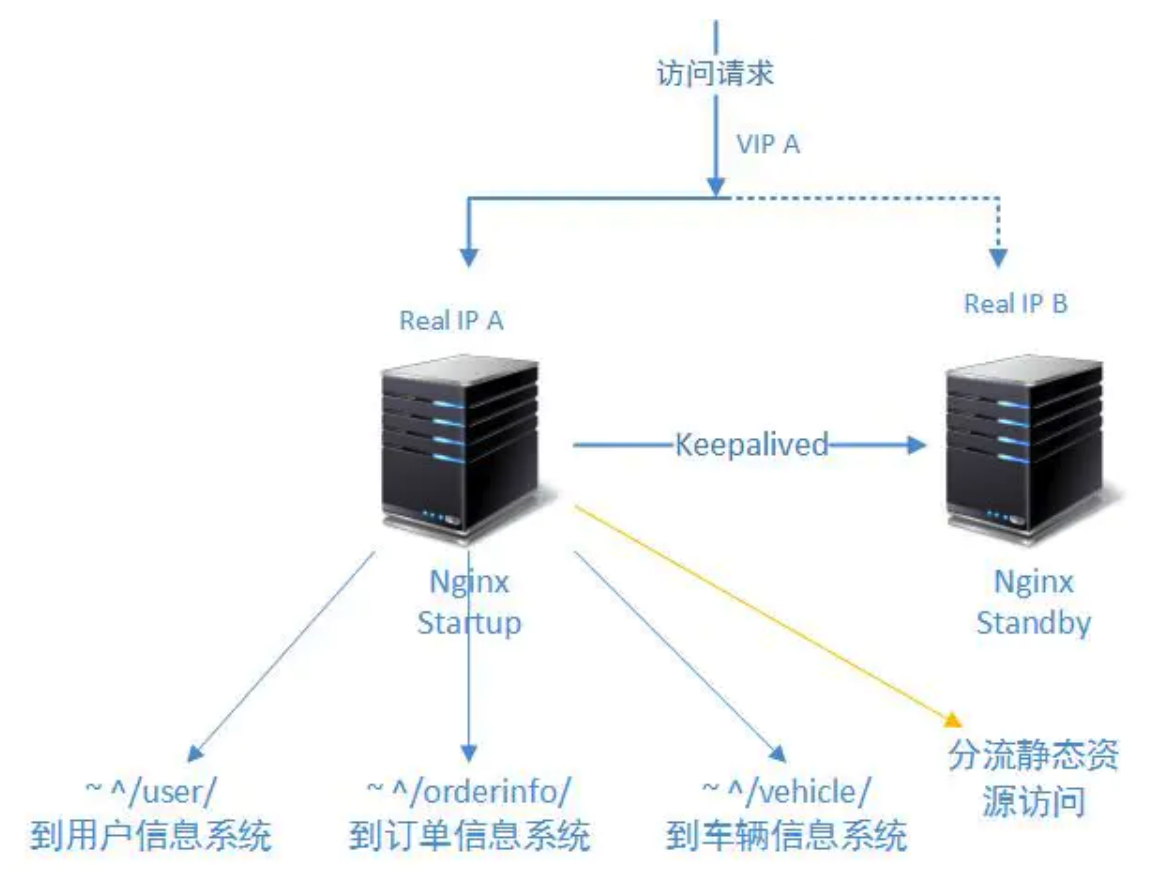 访问请求
VIP A
Real IP A
Real IP B
Keepalived
Nginx
Startup
Nginx
Standby
~ ^/user/
到用户信息系统
~ ^/orderinfo/
到订单信息系统
~ ^/vehicle/
到车辆信息系统
分流静态资
源访问